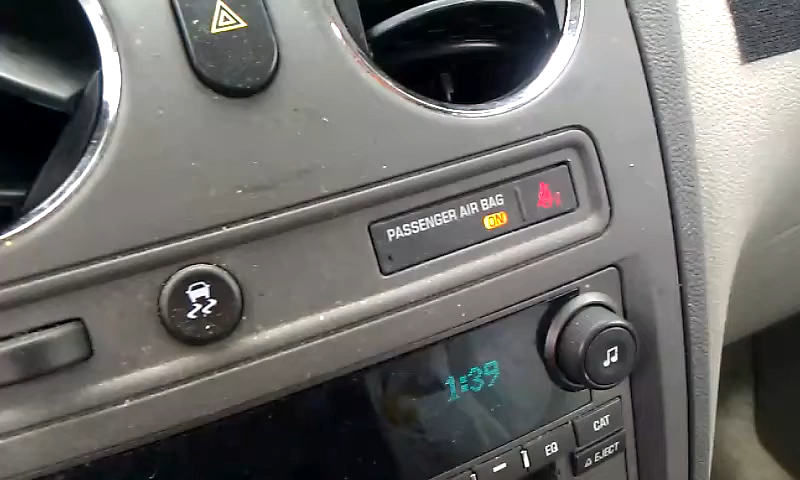 PASSENGER AIR BAG
ON
1:39
CAT
EQ
EJECT